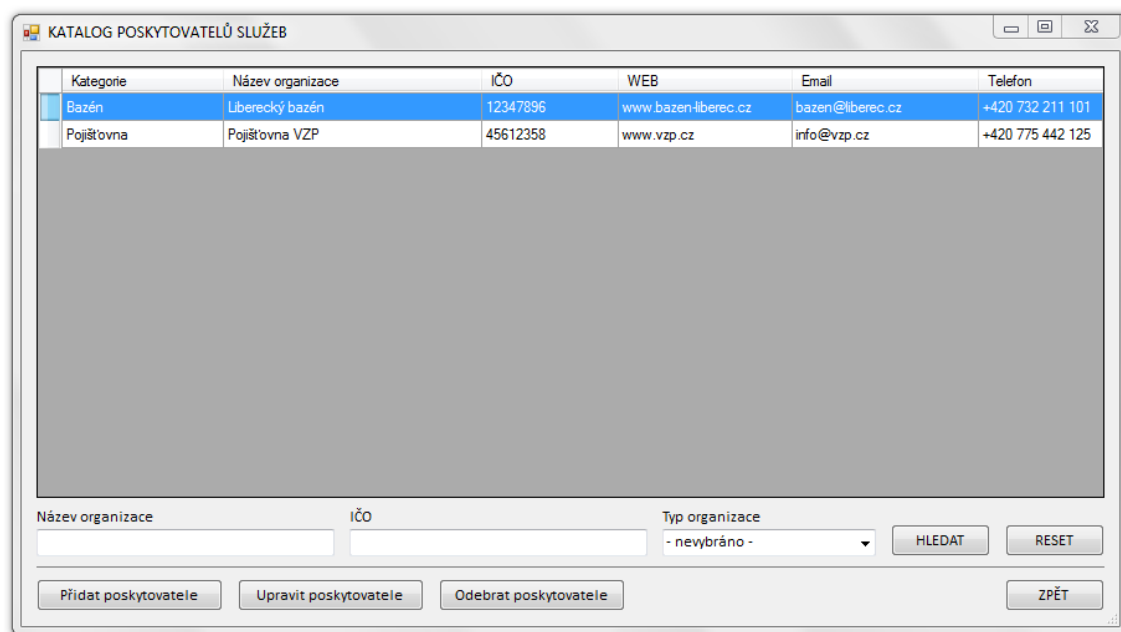 KATALOG POSKYTOVATELŮ SLUŽEB
Kategorie Název organizace IČO WEB Email Telefon
Bazén Liberecký bazén 12347896 www.bazen-liberec.cz bazen@liberec.cz +420 732 211 101
Pojišťovna Pojišťovna VZP 45612358 www.vzp.cz info@vzp.cz +420 775 442 125
Název organizace IČO Typ organizace
- nevybráno - HLEDAT RESET
Přidat poskytovatele Upravit poskytovatele Odebrat poskytovatele ZPĚT